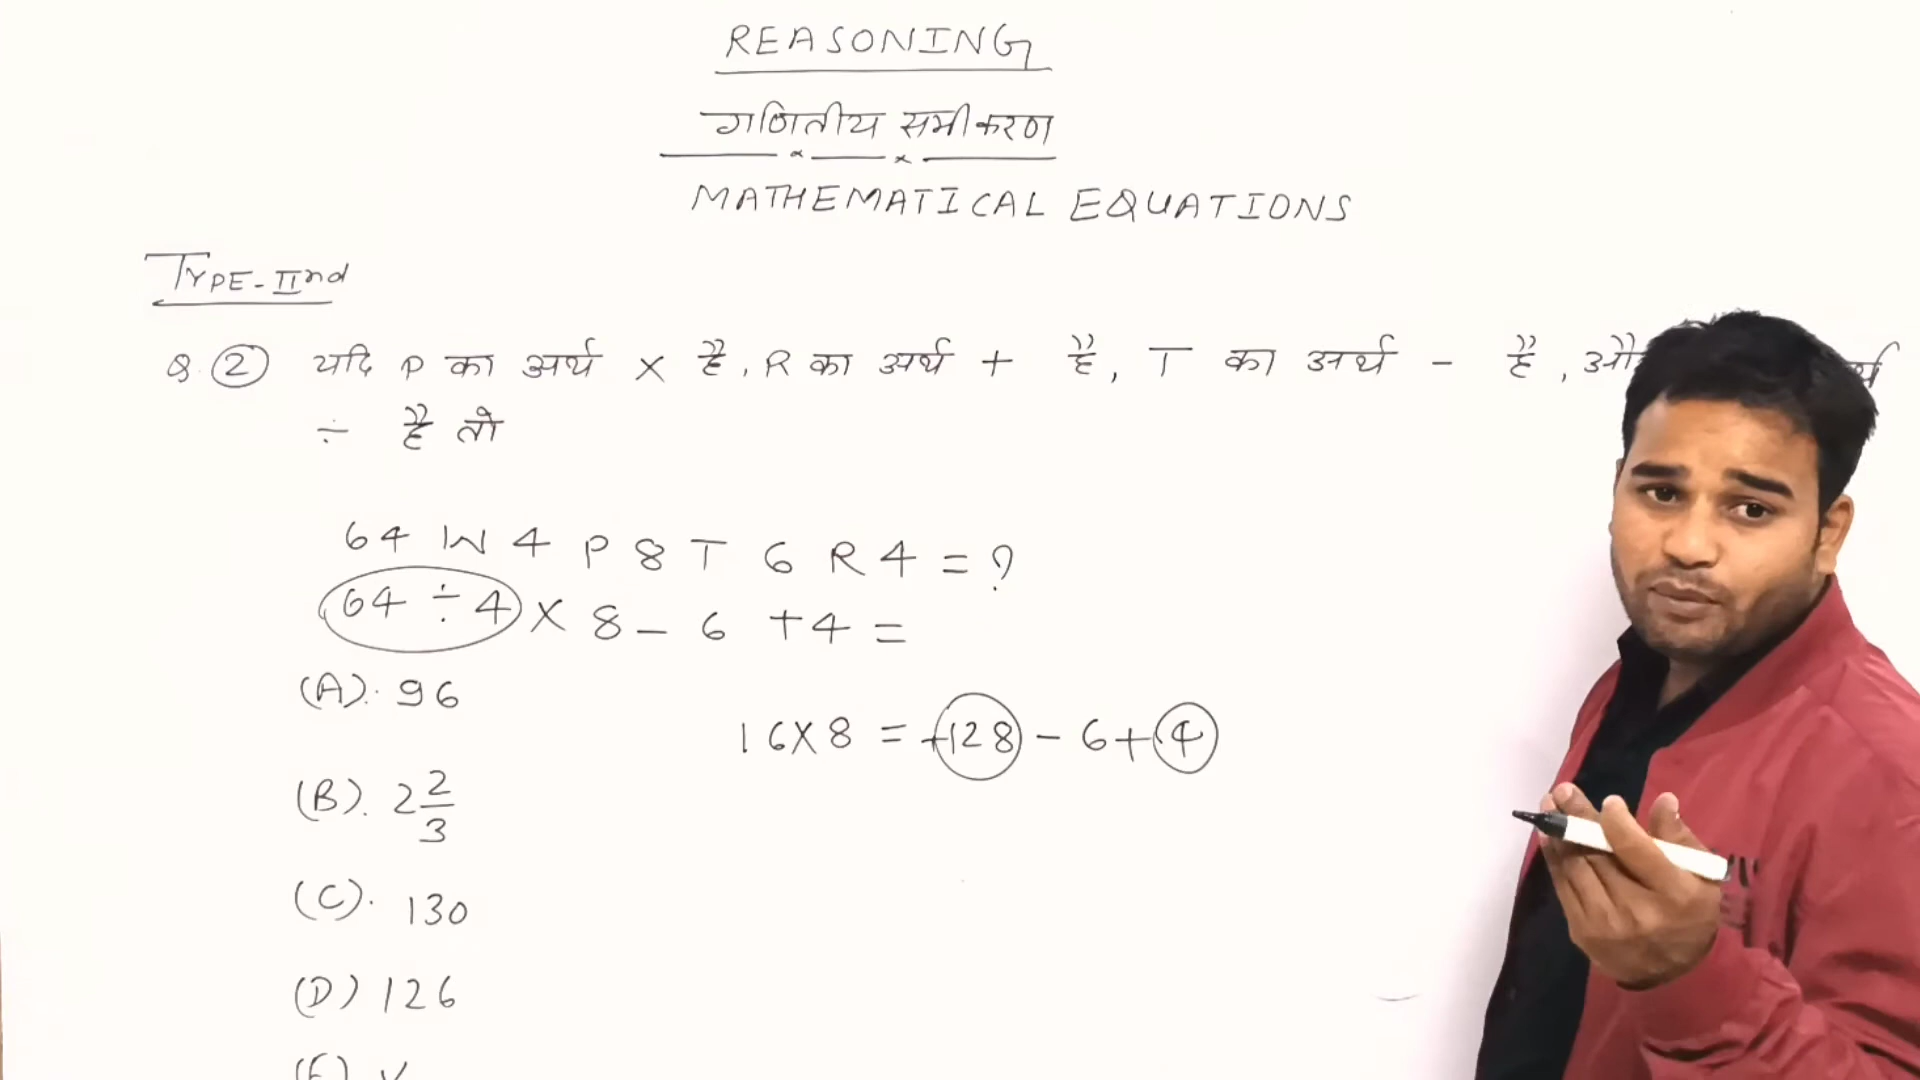 REASONING
गणितीय समीकरण
MATHEMATICAL EQUATIONS
TYPE-IInd
Q. 2 यदि P का अर्थ × है, R का अर्थ + है, T का अर्थ - है,
÷ है तो
64 W 4 P 8 T 6 R 4 = ?
64 ÷ 4 × 8 - 6 + 4 =
(A). 96
16×8 = +128 - 6+4
(B). 2 2/3
(C). 130
(D) 126